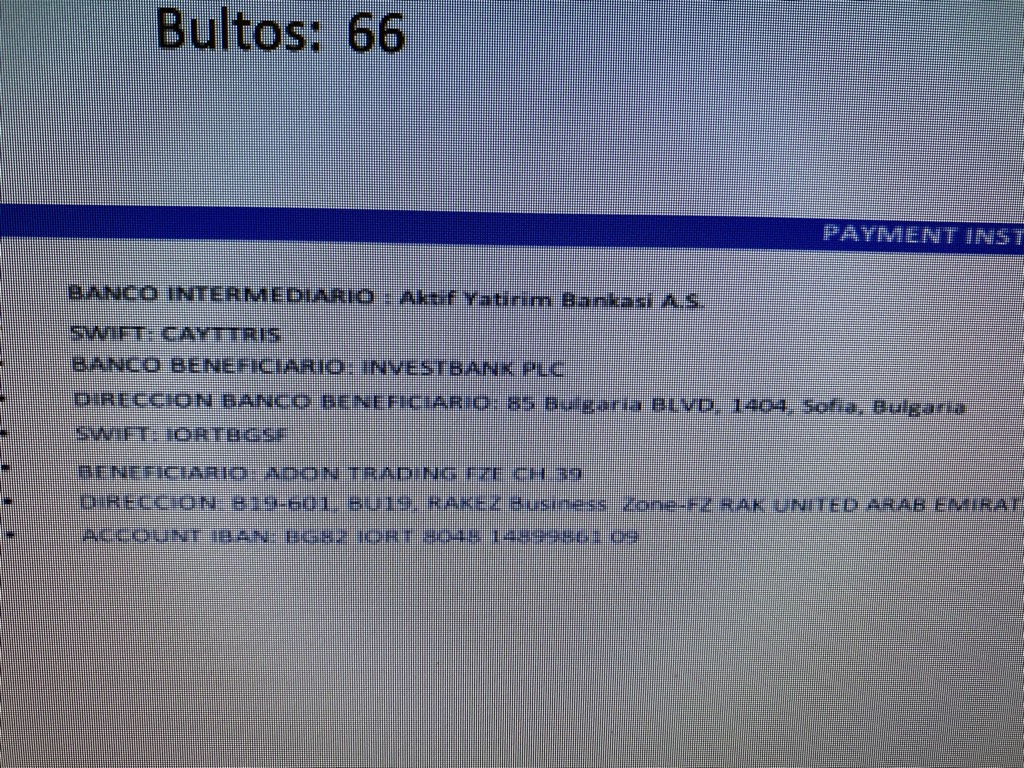 Bultos: 66
PAYMENT INST
BANCO INTERMEDIARIO : Aktif Yatirim Bankasi A.S.
SWIFT: CAYTTRIS
BANCO BENEFICIARIO: INVESTBANK PLC
DIRECCION BANCO BENEFICIARIO: 85 Bulgaria BLVD, 1404, Sofia, Bulgaria
SWIFT: IORTBGSF
BENEFICIARIO: ADON TRADING FZE CH 39
DIRECCION: B19-601, BU19, RAKEZ Business Zone-FZ RAK UNITED ARAB EMIRAT
ACCOUNT IBAN: BG82 IORT 8048 14899861 09